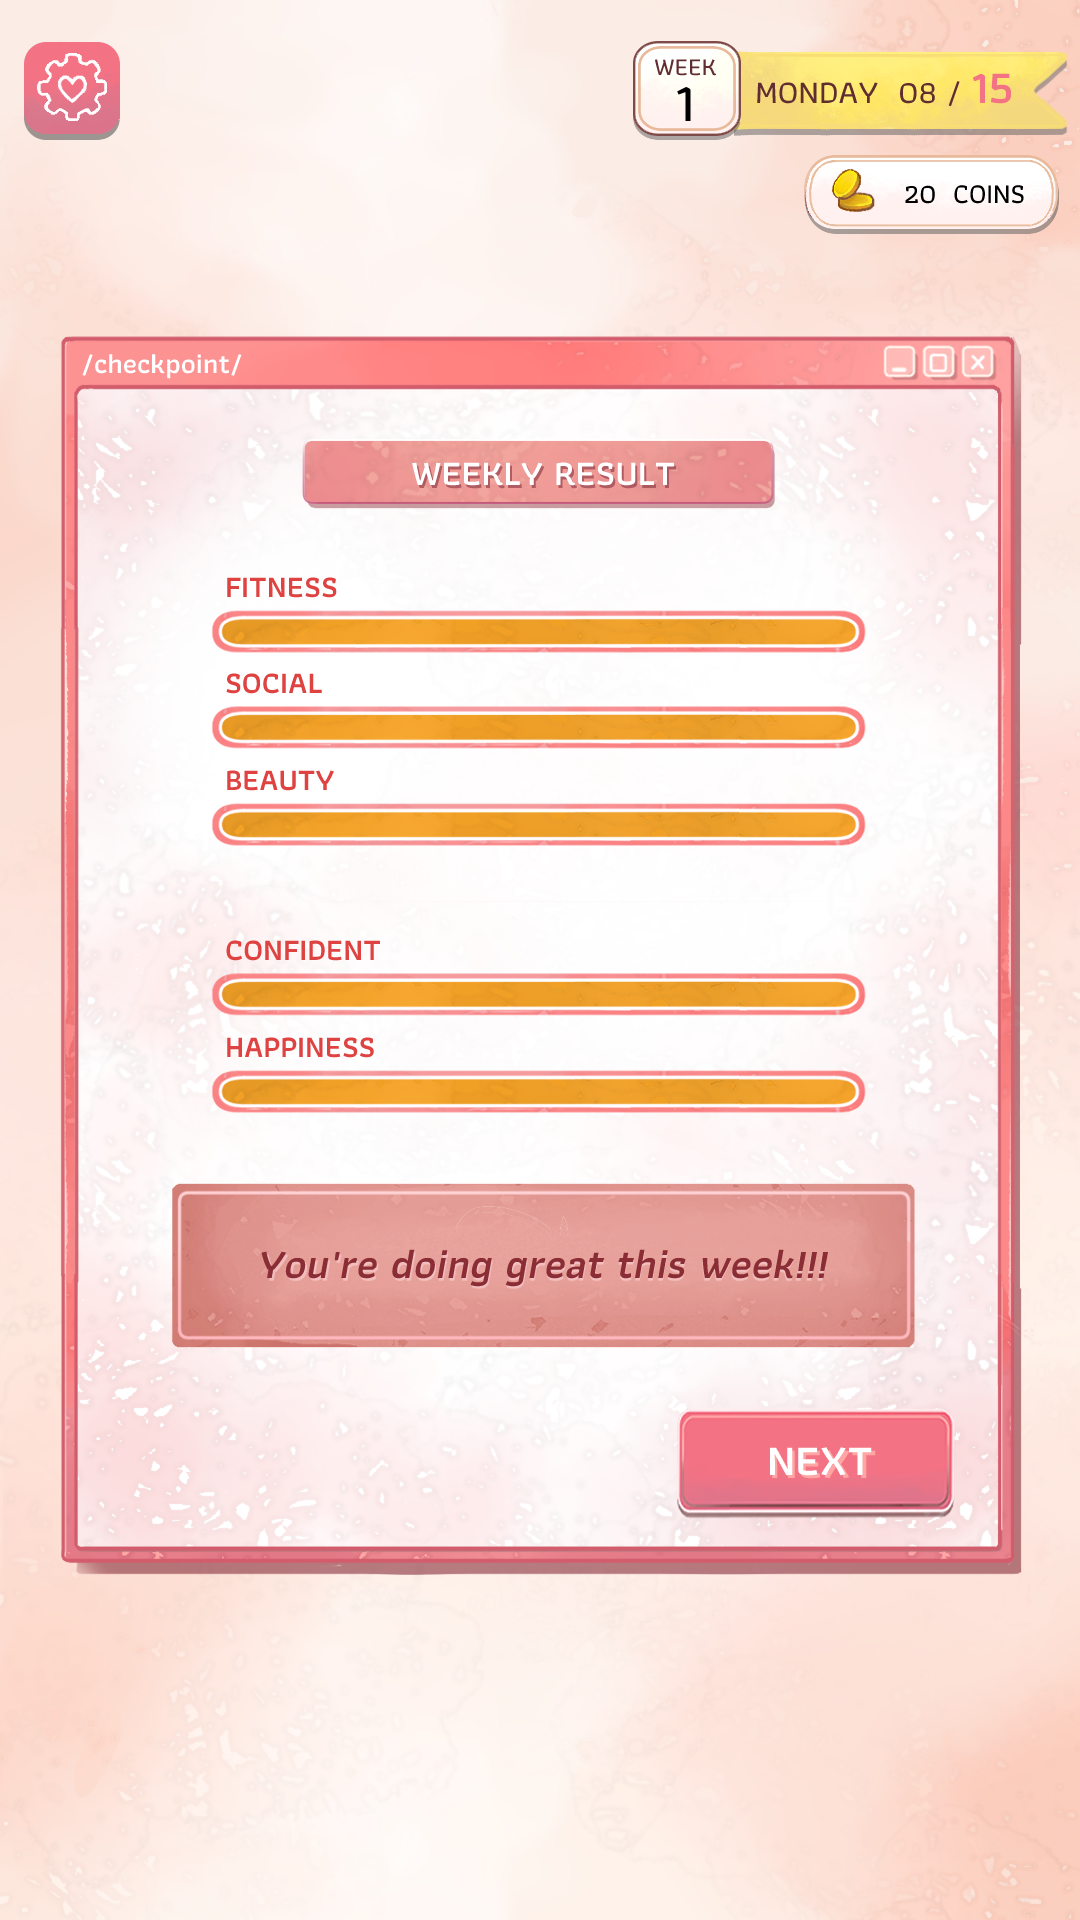 WEEK
1
MONDAY 08 / 15
20 COINS
/checkpoint/
WEEKLY RESULT
FITNESS
SOCIAL
BEAUTY
CONFIDENT
HAPPINESS
You're doing great this week!!!
NEXT